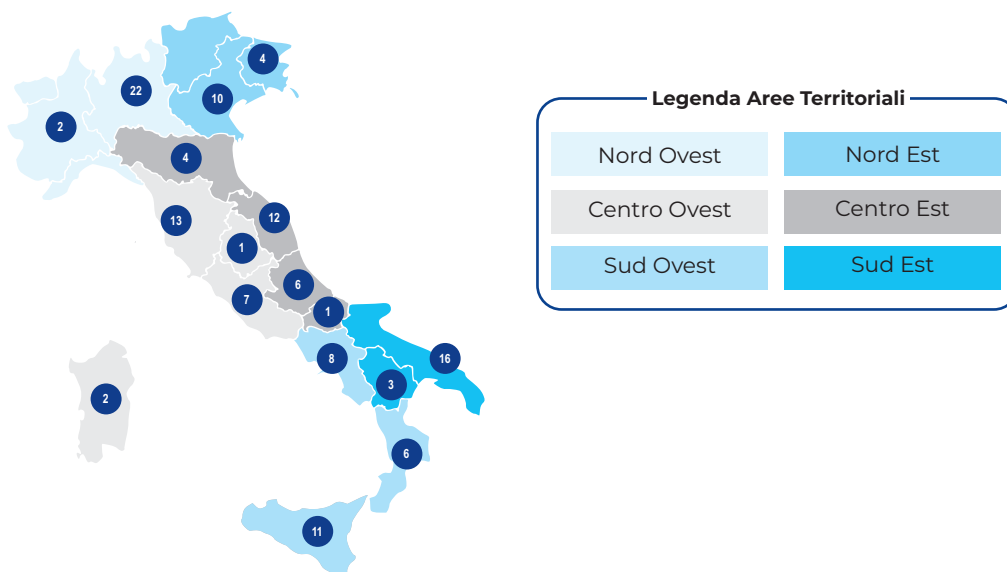 4
22
10
2
4
13
12
1
6
7
1
8
16
3
2
6
11
Legenda Aree Territoriali
Nord Ovest
Nord Est
Centro Ovest
Centro Est
Sud Ovest
Sud Est